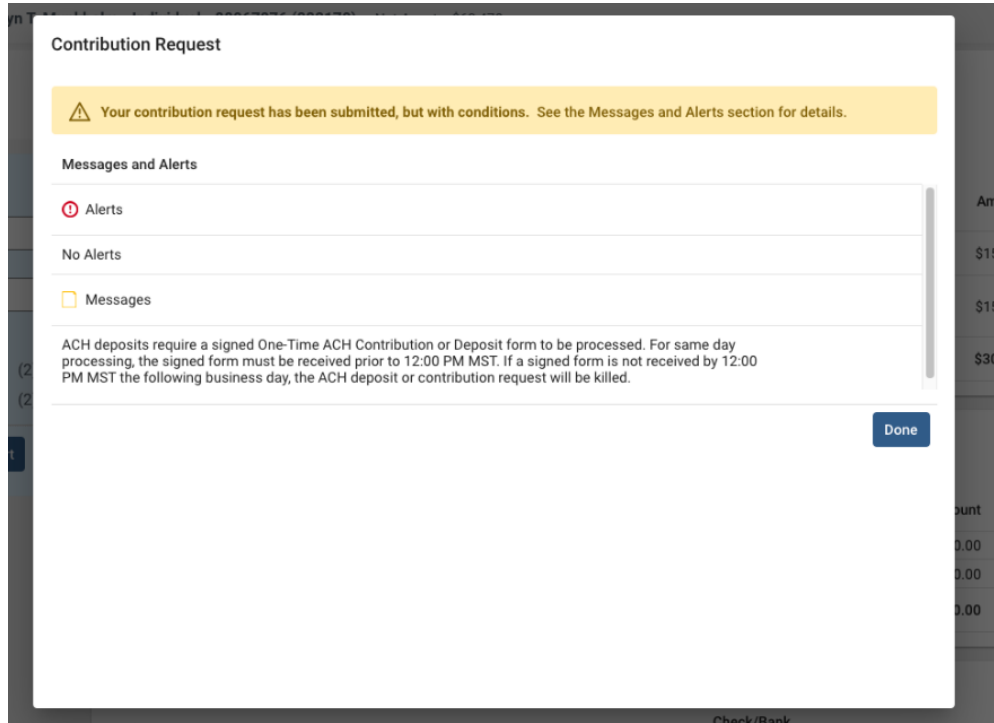 Contribution Request
Your contribution request has been submitted, but with conditions. See the Messages and Alerts section for details.
Messages and Alerts
Alerts
No Alerts
Messages
ACH deposits require a signed One-Time ACH Contribution or Deposit form to be processed. For same day
processing, the signed form must be received prior to 12:00 PM MST. If a signed form is not received by 12:00
PM MST the following business day, the ACH deposit or contribution request will be killed.
Done
Check/Bank